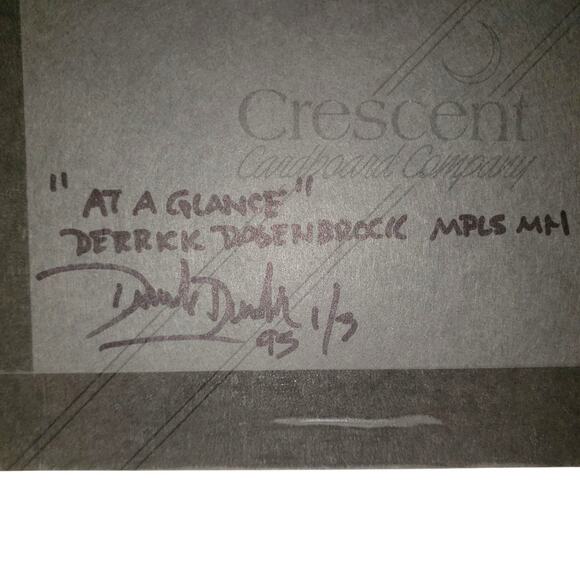 Crescent
Cardboard Company
"AT A GLANCE"
DERRICK DOSENBROCK MPLS MN
95 1/3